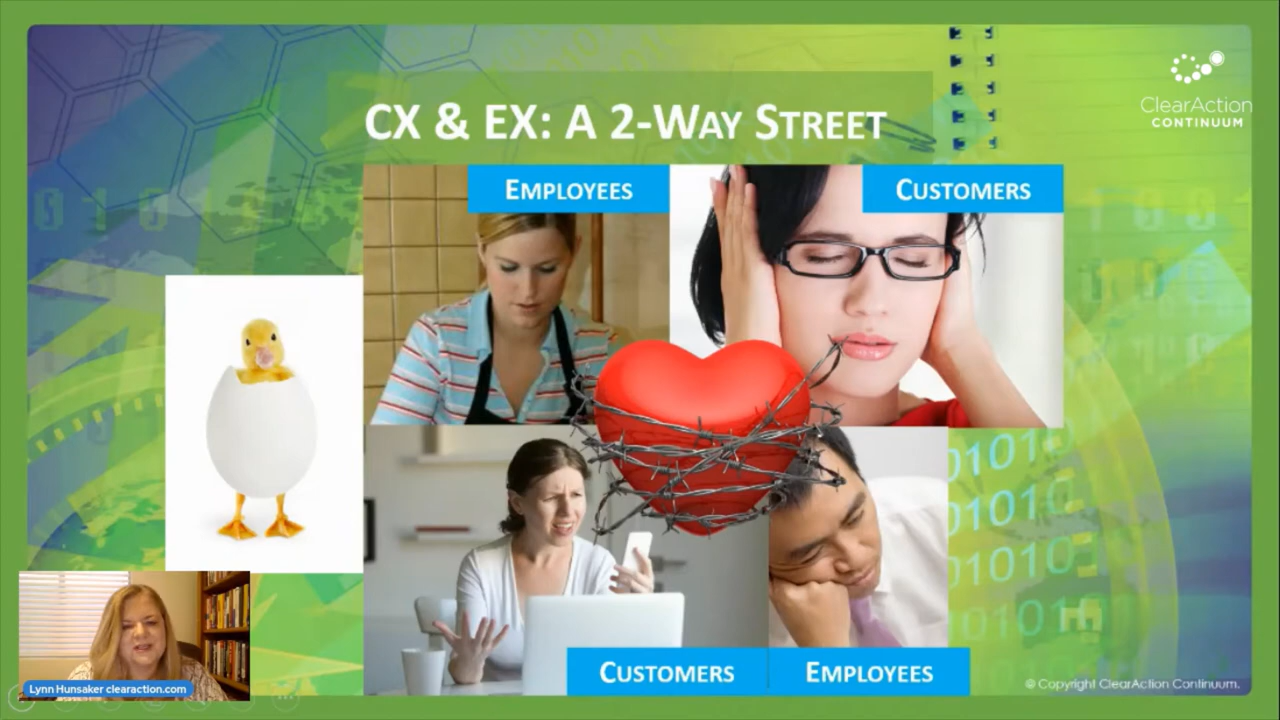 ClearAction
CONTINUUM
CX & EX: A 2-WAY STREET
EMPLOYEES
CUSTOMERS
CUSTOMERS
EMPLOYEES
Lynn Hunsaker clearaction.com
© Copyright ClearAction Continuum.